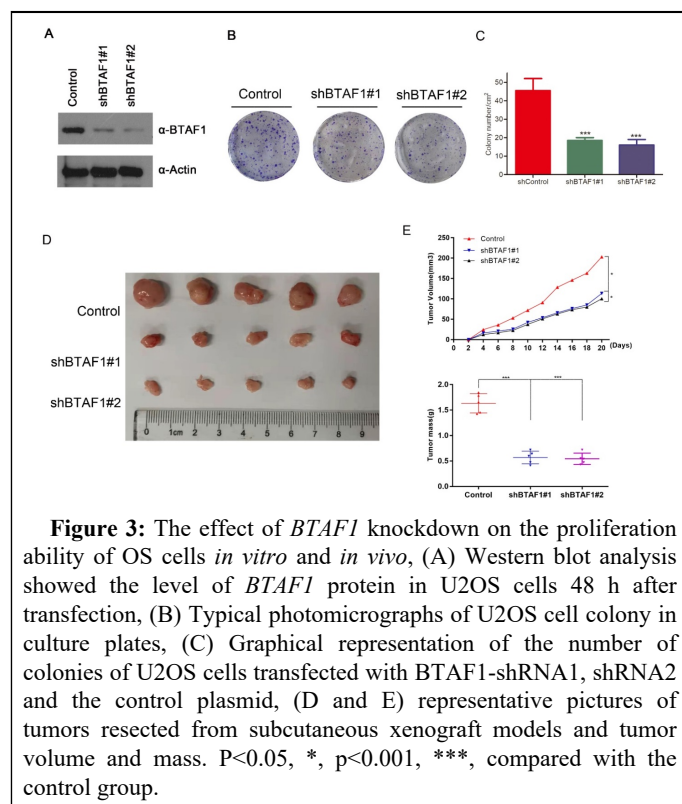 A
Control
shBTAF1#1
shBTAF1#2
α-BTAF1
α-Actin
B
Control
shBTAF1#1
shBTAF1#2
C
Colony number/cm²
60
50
40
30
20
10
0
***
***
shControl
shBTAF1#1
shBTAF1#2
D
Control
shBTAF1#1
shBTAF1#2
0 1cm 2 3 4 5 6 7 8 9
E
Control
shBTAF1#1
shBTAF1#2
Tumor Volume(mm3)
250
200
150
100
50
0
0 2 4 6 8 10 12 14 16 18 20 (Days)
*
*
Tumor mass(g)
2.0
1.5
1.0
0.5
0.0
***
***
Control
shBTAF1#1
shBTAF1#2
Figure 3: The effect of BTAF1 knockdown on the proliferation
ability of OS cells in vitro and in vivo, (A) Western blot analysis
showed the level of BTAF1 protein in U2OS cells 48 h after
transfection, (B) Typical photomicrographs of U2OS cell colony in
culture plates, (C) Graphical representation of the number of
colonies of U2OS cells transfected with BTAF1-shRNA1, shRNA2
and the control plasmid, (D and E) representative pictures of
tumors resected from subcutaneous xenograft models and tumor
volume and mass. P<0.05, *, p<0.001, ***, compared with the
control group.